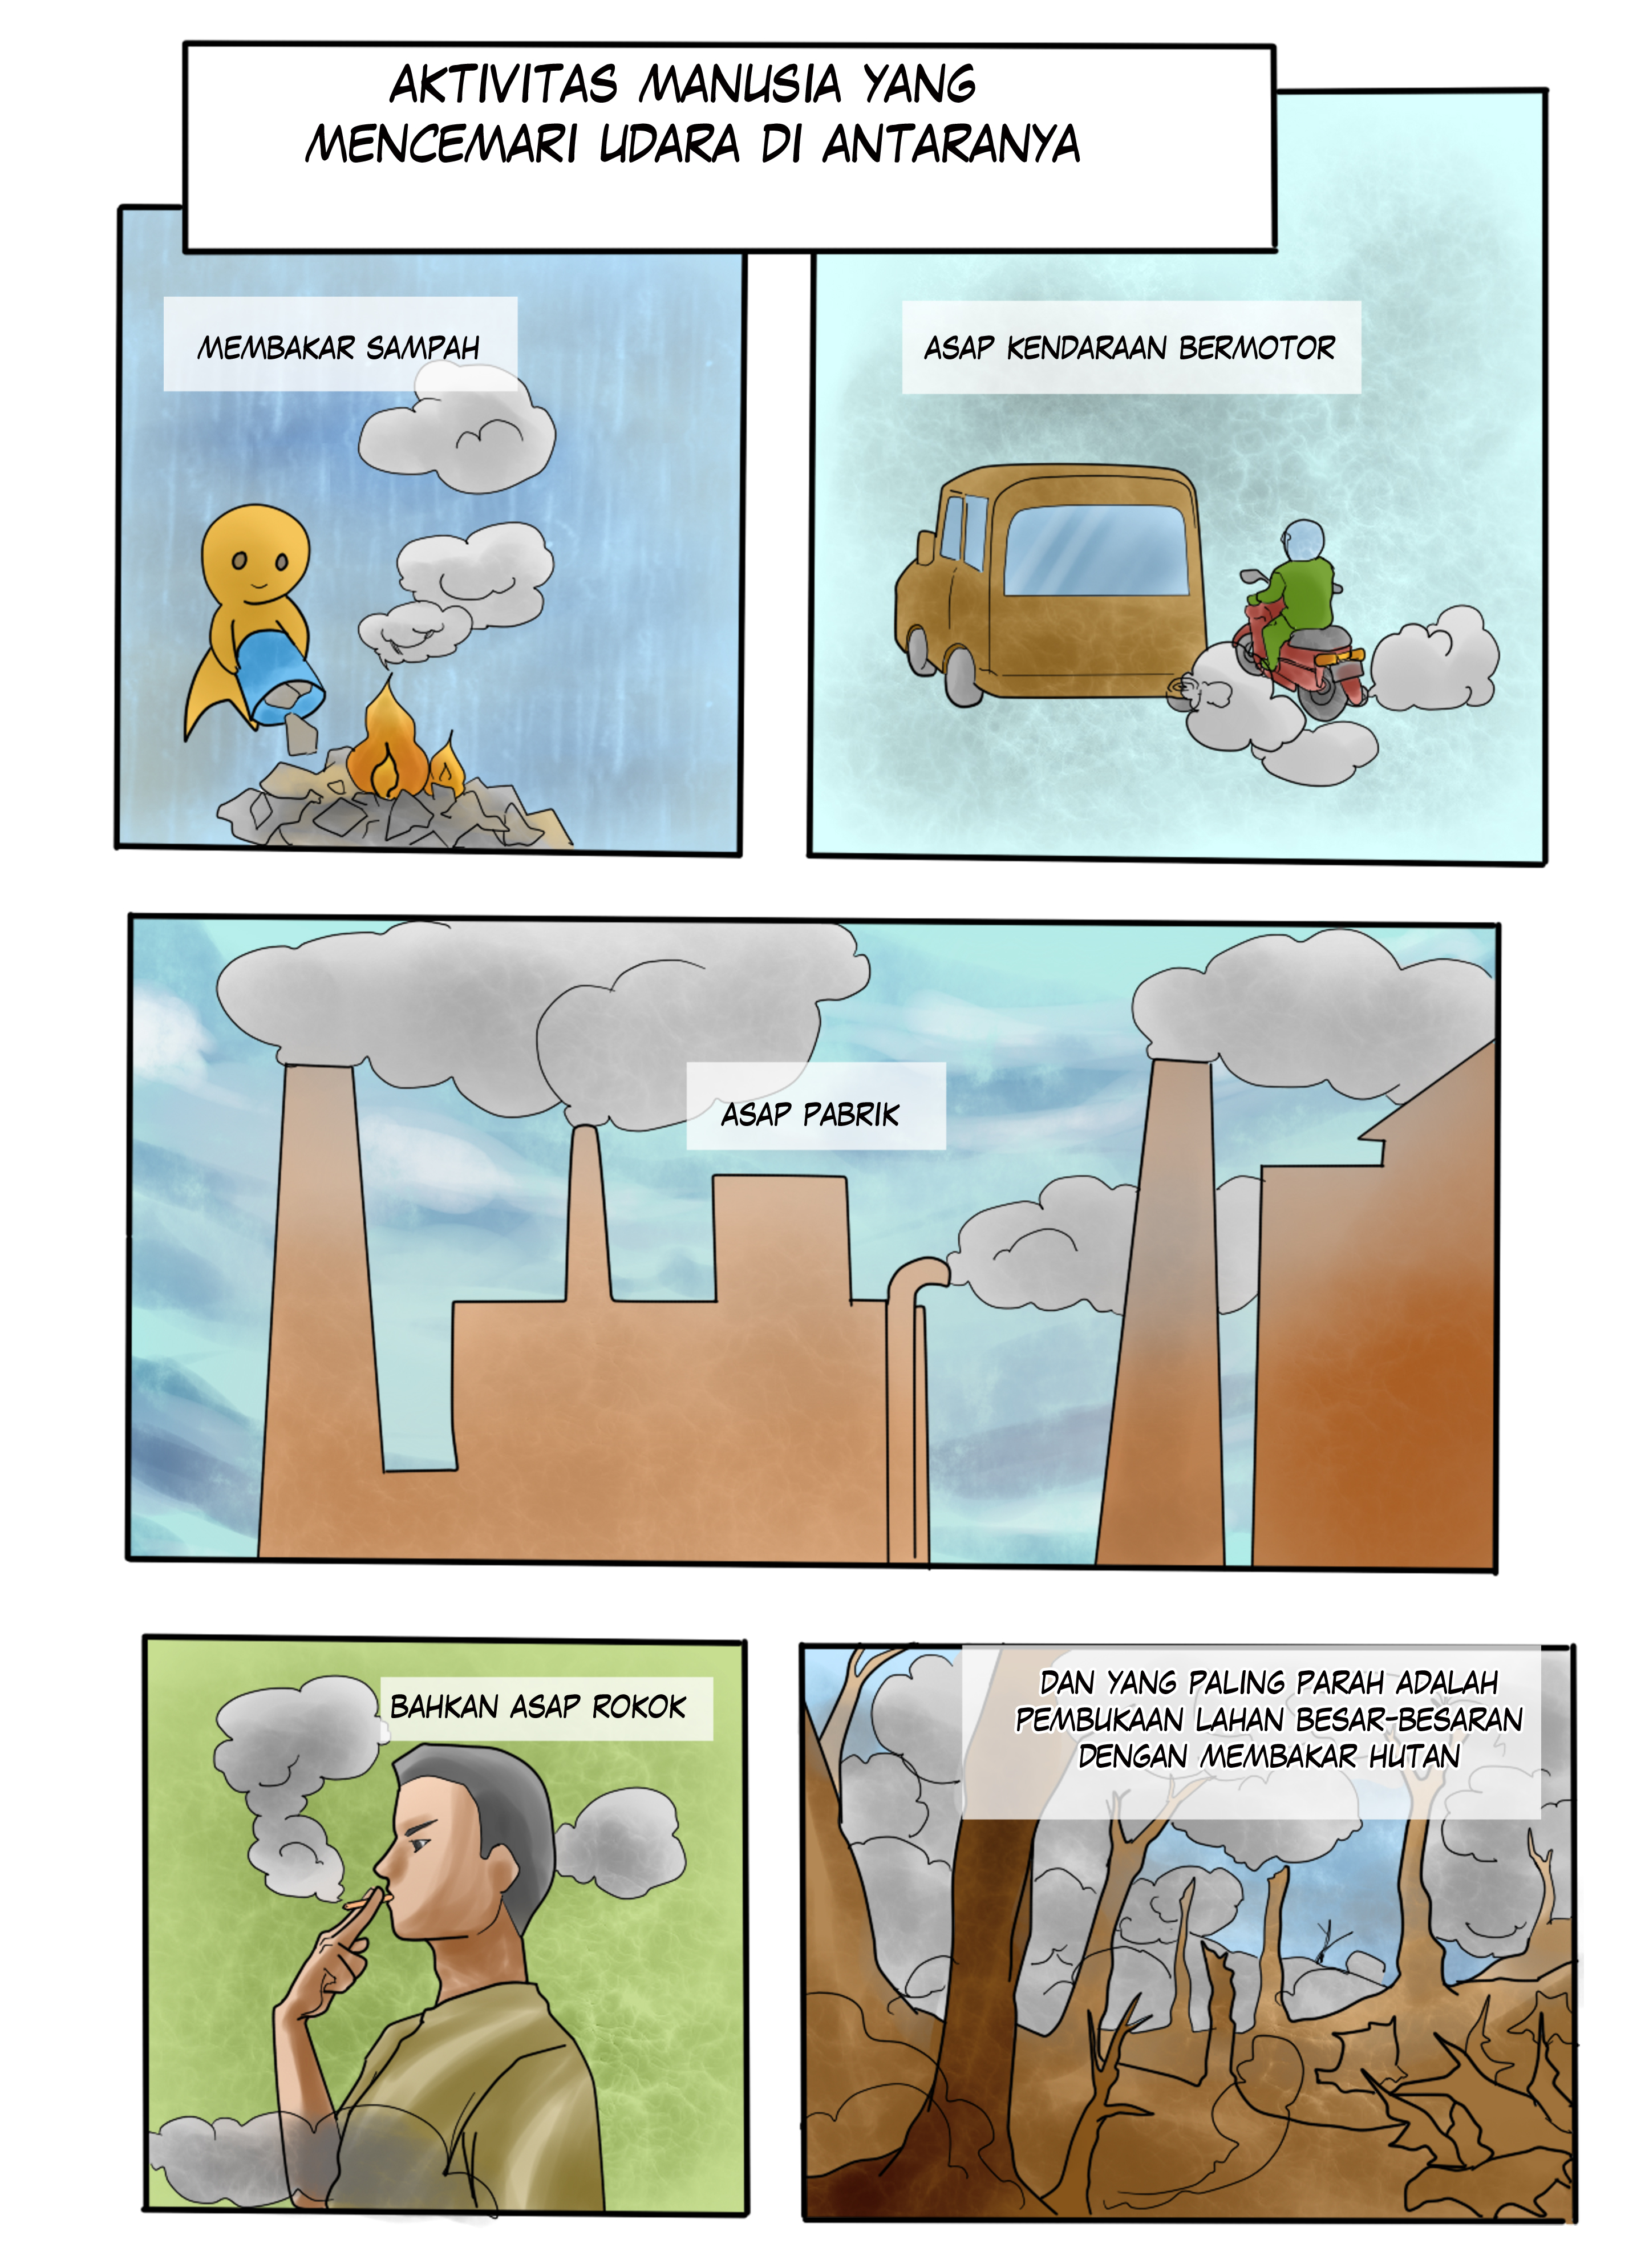 AKTIVITAS MANUSIA YANG
MENCEMARI UDARA DI ANTARANYA
MEMBAKAR SAMPAH
ASAP KENDARAAN BERMOTOR
ASAP PABRIK
BAHKAN ASAP ROKOK
DAN YANG PALING PARAH ADALAH
PEMBUKAAN LAHAN BESAR-BESARAN
DENGAN MEMBAKAR HUTAN